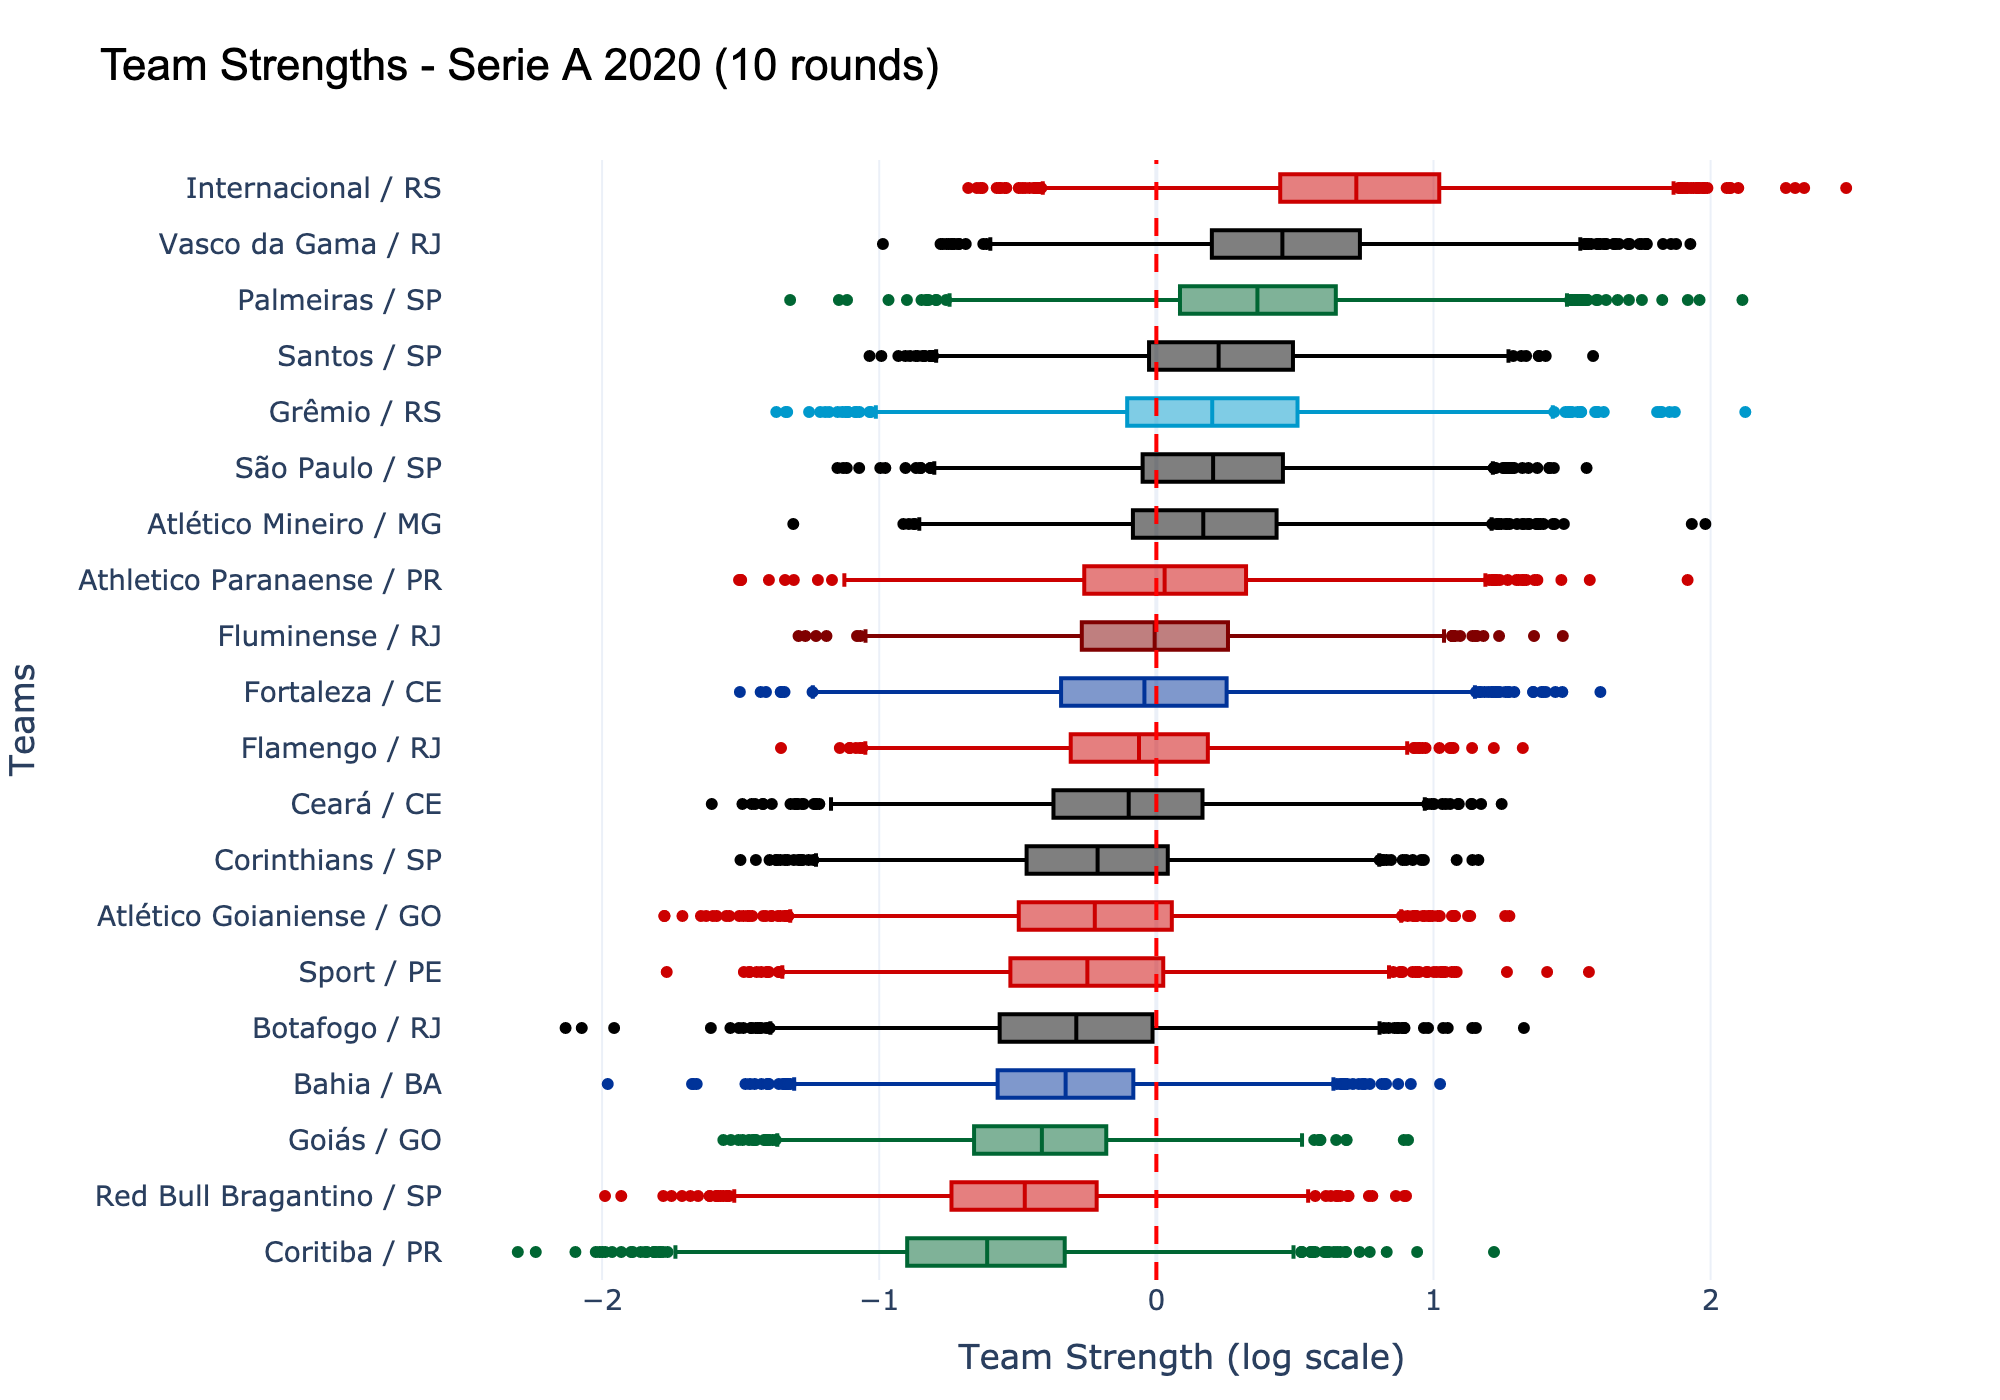 Team Strengths - Serie A 2020 (10 rounds)
Internacional / RS
Vasco da Gama / RJ
Palmeiras / SP
Santos / SP
Grêmio / RS
São Paulo / SP
Atlético Mineiro / MG
Athletico Paranaense / PR
Fluminense / RJ
Fortaleza / CE
Flamengo / RJ
Ceará / CE
Corinthians / SP
Atlético Goianiense / GO
Sport / PE
Botafogo / RJ
Bahia / BA
Goiás / GO
Red Bull Bragantino / SP
Coritiba / PR
Teams
−2 −1 0 1 2
Team Strength (log scale)